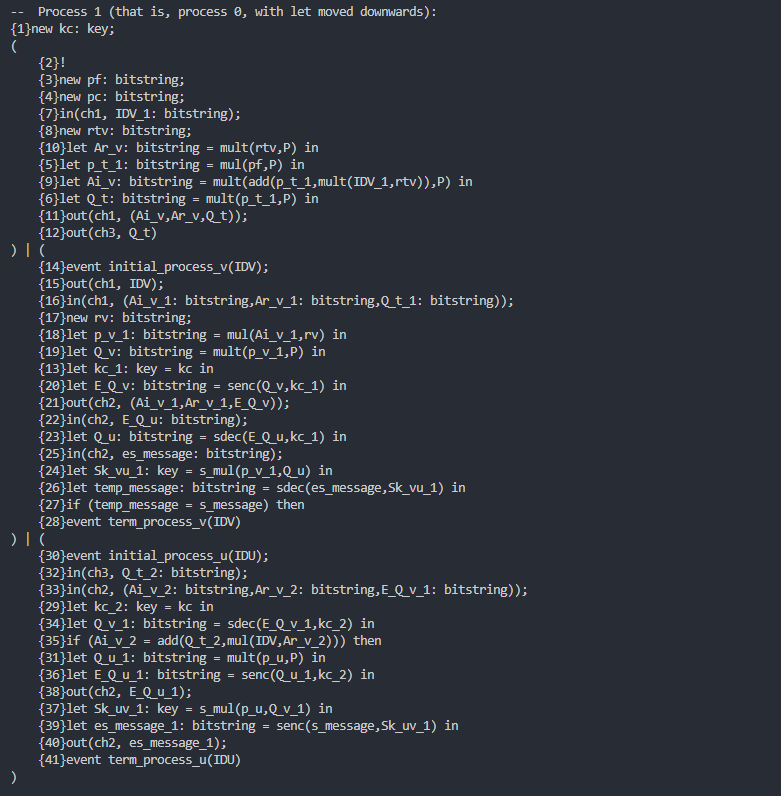 --  Process 1 (that is, process 0, with let moved downwards):
{1}new kc: key;
(
    {2}!
    {3}new pf: bitstring;
    {4}new pc: bitstring;
    {7}in(ch1, IDV_1: bitstring);
    {8}new rtv: bitstring;
    {10}let Ar_v: bitstring = mult(rtv,P) in
    {5}let p_t_1: bitstring = mul(pf,P) in
    {9}let Ai_v: bitstring = mult(add(p_t_1,mult(IDV_1,rtv)),P) in
    {6}let Q_t: bitstring = mult(p_t_1,P) in
    {11}out(ch1, (Ai_v,Ar_v,Q_t));
    {12}out(ch3, Q_t)
) | (
    {14}event initial_process_v(IDV);
    {15}out(ch1, IDV);
    {16}in(ch1, (Ai_v_1: bitstring,Ar_v_1: bitstring,Q_t_1: bitstring));
    {17}new rv: bitstring;
    {18}let p_v_1: bitstring = mul(Ai_v_1,rv) in
    {19}let Q_v: bitstring = mult(p_v_1,P) in
    {13}let kc_1: key = kc in
    {20}let E_Q_v: bitstring = senc(Q_v,kc_1) in
    {21}out(ch2, (Ai_v_1,Ar_v_1,E_Q_v));
    {22}in(ch2, E_Q_u: bitstring);
    {23}let Q_u: bitstring = sdec(E_Q_u,kc_1) in
    {25}in(ch2, es_message: bitstring);
    {24}let Sk_vu_1: key = s_mul(p_v_1,Q_u) in
    {26}let temp_message: bitstring = sdec(es_message,Sk_vu_1) in
    {27}if (temp_message = s_message) then
    {28}event term_process_v(IDV)
) | (
    {30}event initial_process_u(IDU);
    {32}in(ch3, Q_t_2: bitstring);
    {33}in(ch2, (Ai_v_2: bitstring,Ar_v_2: bitstring,E_Q_v_1: bitstring));
    {29}let kc_2: key = kc in
    {34}let Q_v_1: bitstring = sdec(E_Q_v_1,kc_2) in
    {35}if (Ai_v_2 = add(Q_t_2,mul(IDV,Ar_v_2))) then
    {31}let Q_u_1: bitstring = mult(p_u,P) in
    {36}let E_Q_u_1: bitstring = senc(Q_u_1,kc_2) in
    {38}out(ch2, E_Q_u_1);
    {37}let Sk_uv_1: key = s_mul(p_u,Q_v_1) in
    {39}let es_message_1: bitstring = senc(s_message,Sk_uv_1) in
    {40}out(ch2, es_message_1);
    {41}event term_process_u(IDU)
)